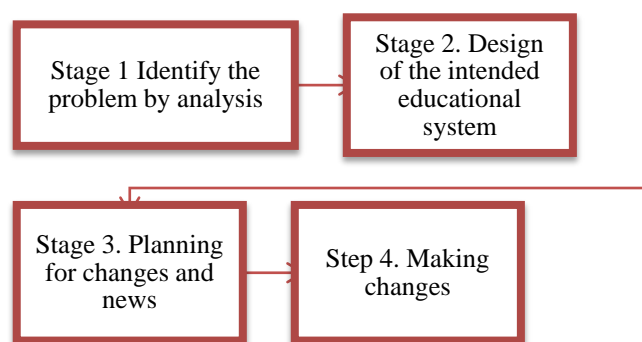 Stage 1 Identify the
problem by analysis
Stage 2. Design
of the intended
educational
system
Stage 3. Planning
for changes and
news
Step 4. Making
changes